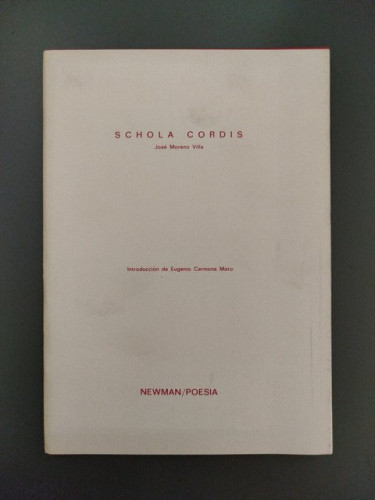 SCHOLA CORDIS
José Moreno Villa
Introducción de Eugenio Carmona Mato
NEWMAN/POESIA